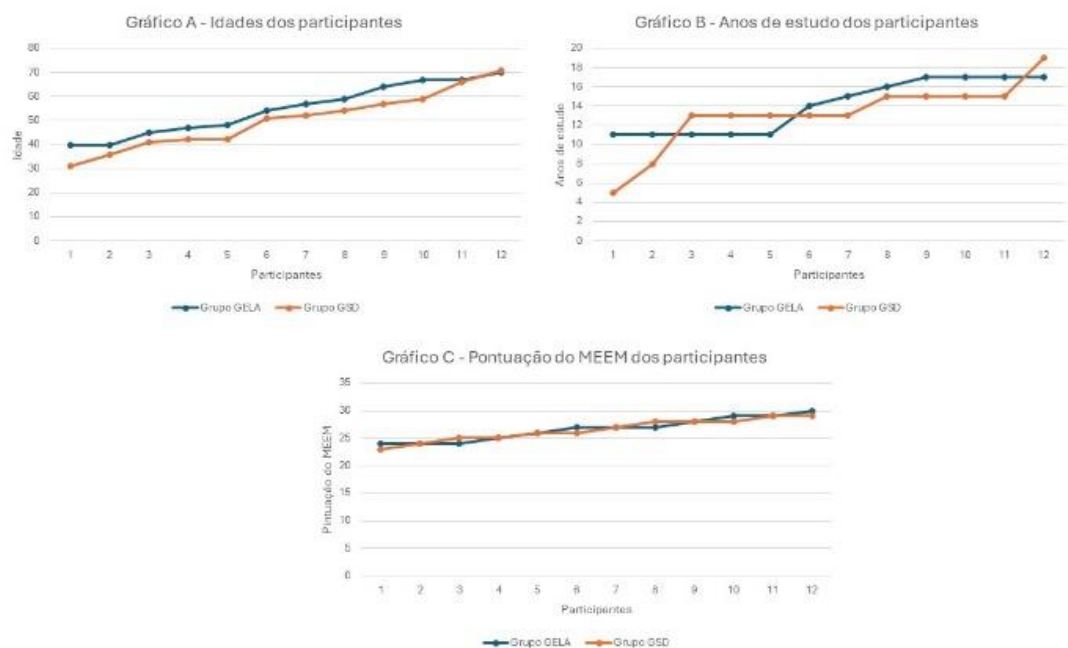 Gráfico A - Idades dos participantes
80
70
60
50
40
30
20
10
0
Idade
1 2 3 4 5 6 7 8 9 10 11 12
Participantes
Grupo GELA Grupo GSD
Gráfico B - Anos de estudo dos participantes
20
18
16
14
12
10
8
6
4
2
0
Anos de estudo
1 2 3 4 5 6 7 8 9 10 11 12
Participantes
Grupo GELA Grupo GSD
Gráfico C - Pontuação do MEEM dos participantes
35
30
25
20
15
10
5
0
Pintuação do MEEM
1 2 3 4 5 6 7 8 9 10 11 12
Participantes
Grupo GELA Grupo GSD